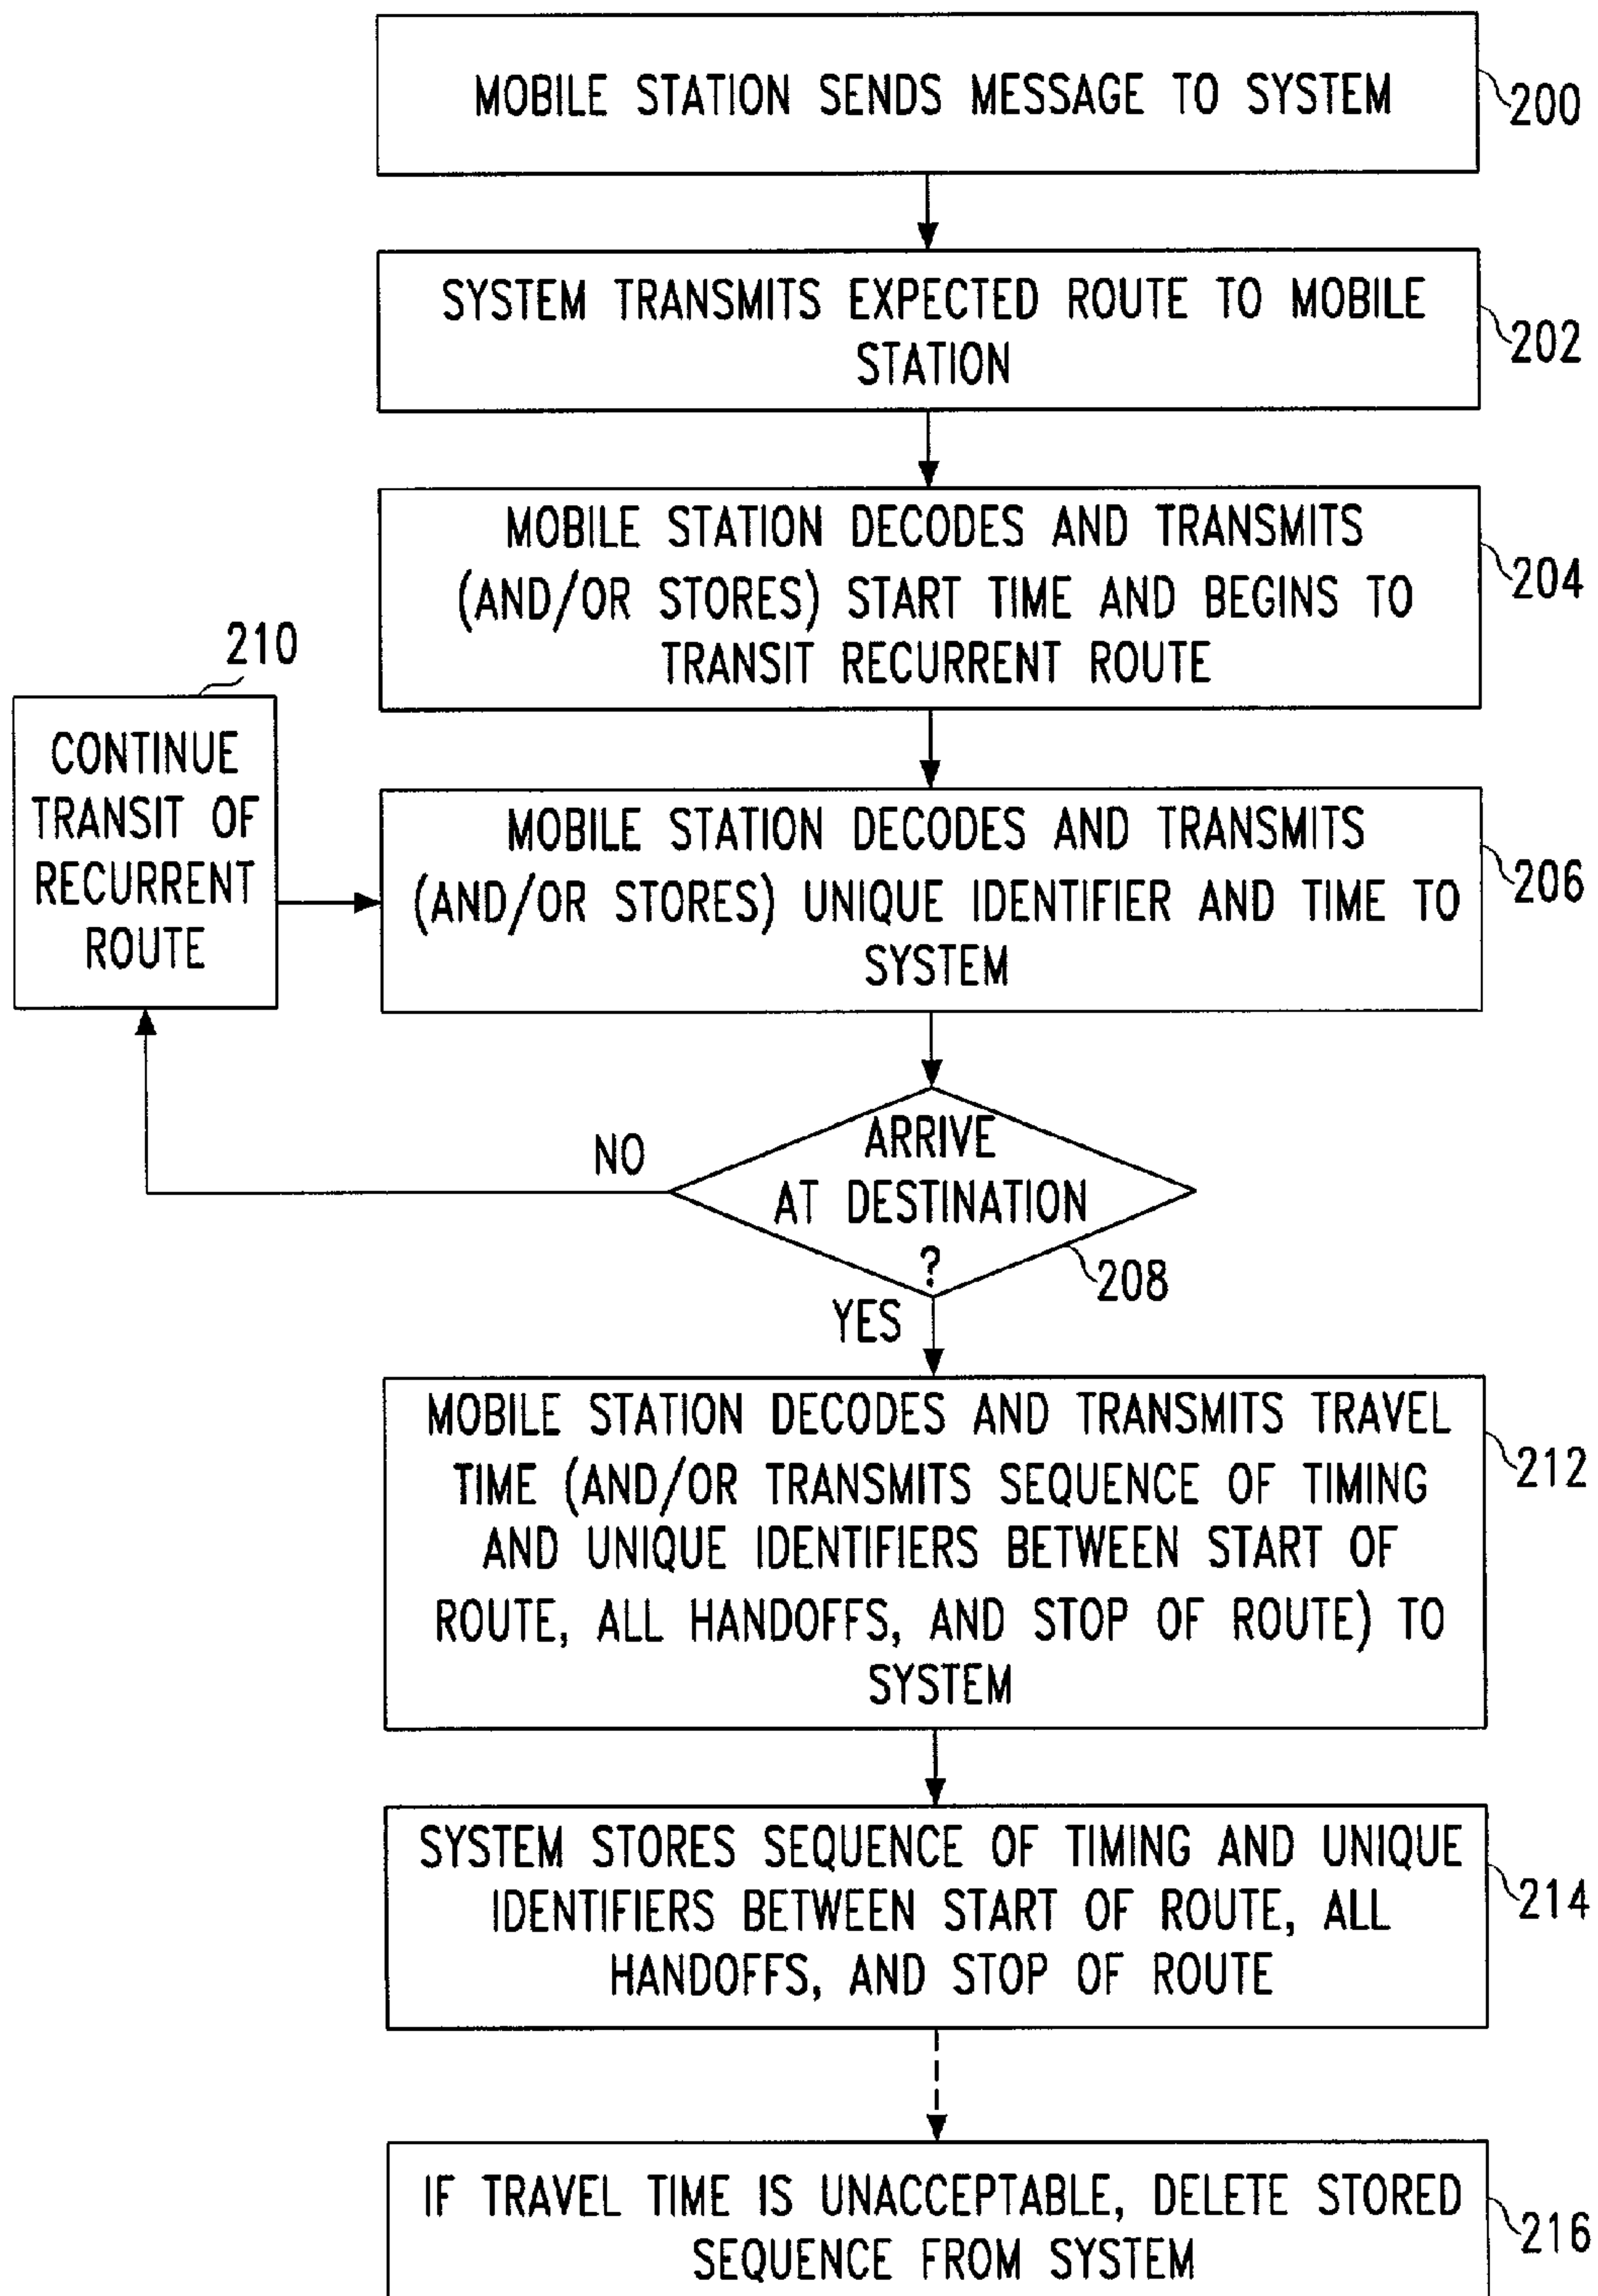 MOBILE STATION SENDS MESSAGE TO SYSTEM
200
SYSTEM TRANSMITS EXPECTED ROUTE TO MOBILE
STATION
202
MOBILE STATION DECODES AND TRANSMITS
(AND/OR STORES) START TIME AND BEGINS TO
TRANSIT RECURRENT ROUTE
204
210
CONTINUE
TRANSIT OF
RECURRENT
ROUTE
MOBILE STATION DECODES AND TRANSMITS
(AND/OR STORES) UNIQUE IDENTIFIER AND TIME TO
SYSTEM
206
NO
ARRIVE
AT DESTINATION
?
208
YES
MOBILE STATION DECODES AND TRANSMITS TRAVEL
TIME (AND/OR TRANSMITS SEQUENCE OF TIMING
AND UNIQUE IDENTIFIERS BETWEEN START OF
ROUTE, ALL HANDOFFS, AND STOP OF ROUTE) TO
SYSTEM
212
SYSTEM STORES SEQUENCE OF TIMING AND UNIQUE
IDENTIFIERS BETWEEN START OF ROUTE, ALL
HANDOFFS, AND STOP OF ROUTE
214
IF TRAVEL TIME IS UNACCEPTABLE, DELETE STORED
SEQUENCE FROM SYSTEM
216